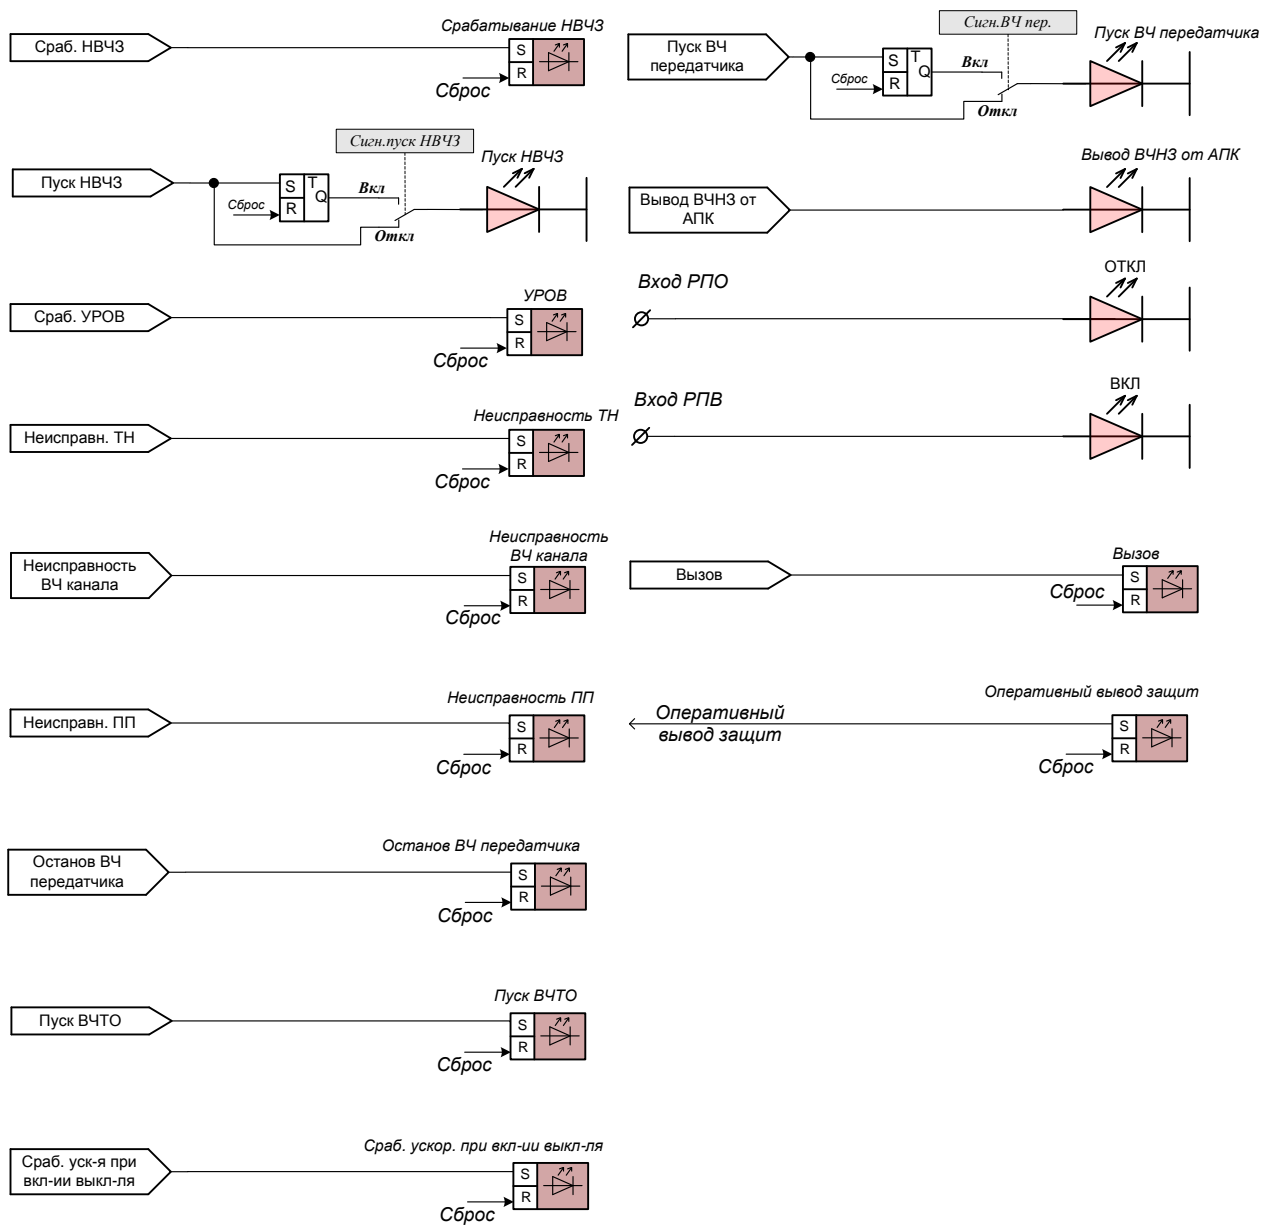 Сраб. НВЧЗ
Срабатывание НВЧЗ
S
R
Сброс
Пуск НВЧЗ
Сигн.пуск НВЧЗ
Пуск НВЧЗ
S
T
Q
R
Сброс
Вкл
Откл
Сраб. УРОВ
УРОВ
S
R
Сброс
Неисправн. ТН
Неисправность ТН
S
R
Сброс
Неисправность
ВЧ канала
Неисправность
ВЧ канала
S
R
Сброс
Неисправн. ПП
Неисправность ПП
S
R
Сброс
Останов ВЧ
передатчика
Останов ВЧ передатчика
S
R
Сброс
Пуск ВЧТО
Пуск ВЧТО
S
R
Сброс
Сраб. уск-я при
вкл-ии выкл-ля
Сраб. ускор. при вкл-ии выкл-ля
S
R
Сброс
Пуск ВЧ
передатчика
Сигн.ВЧ пер.
Пуск ВЧ передатчика
S
T
Q
R
Сброс
Вкл
Откл
Вывод ВЧНЗ от
АПК
Вывод ВЧНЗ от АПК
Вход РПО
ОТКЛ
Вход РПВ
ВКЛ
Вызов
Вызов
S
R
Сброс
Оперативный
вывод защит
Оперативный вывод защит
S
R
Сброс